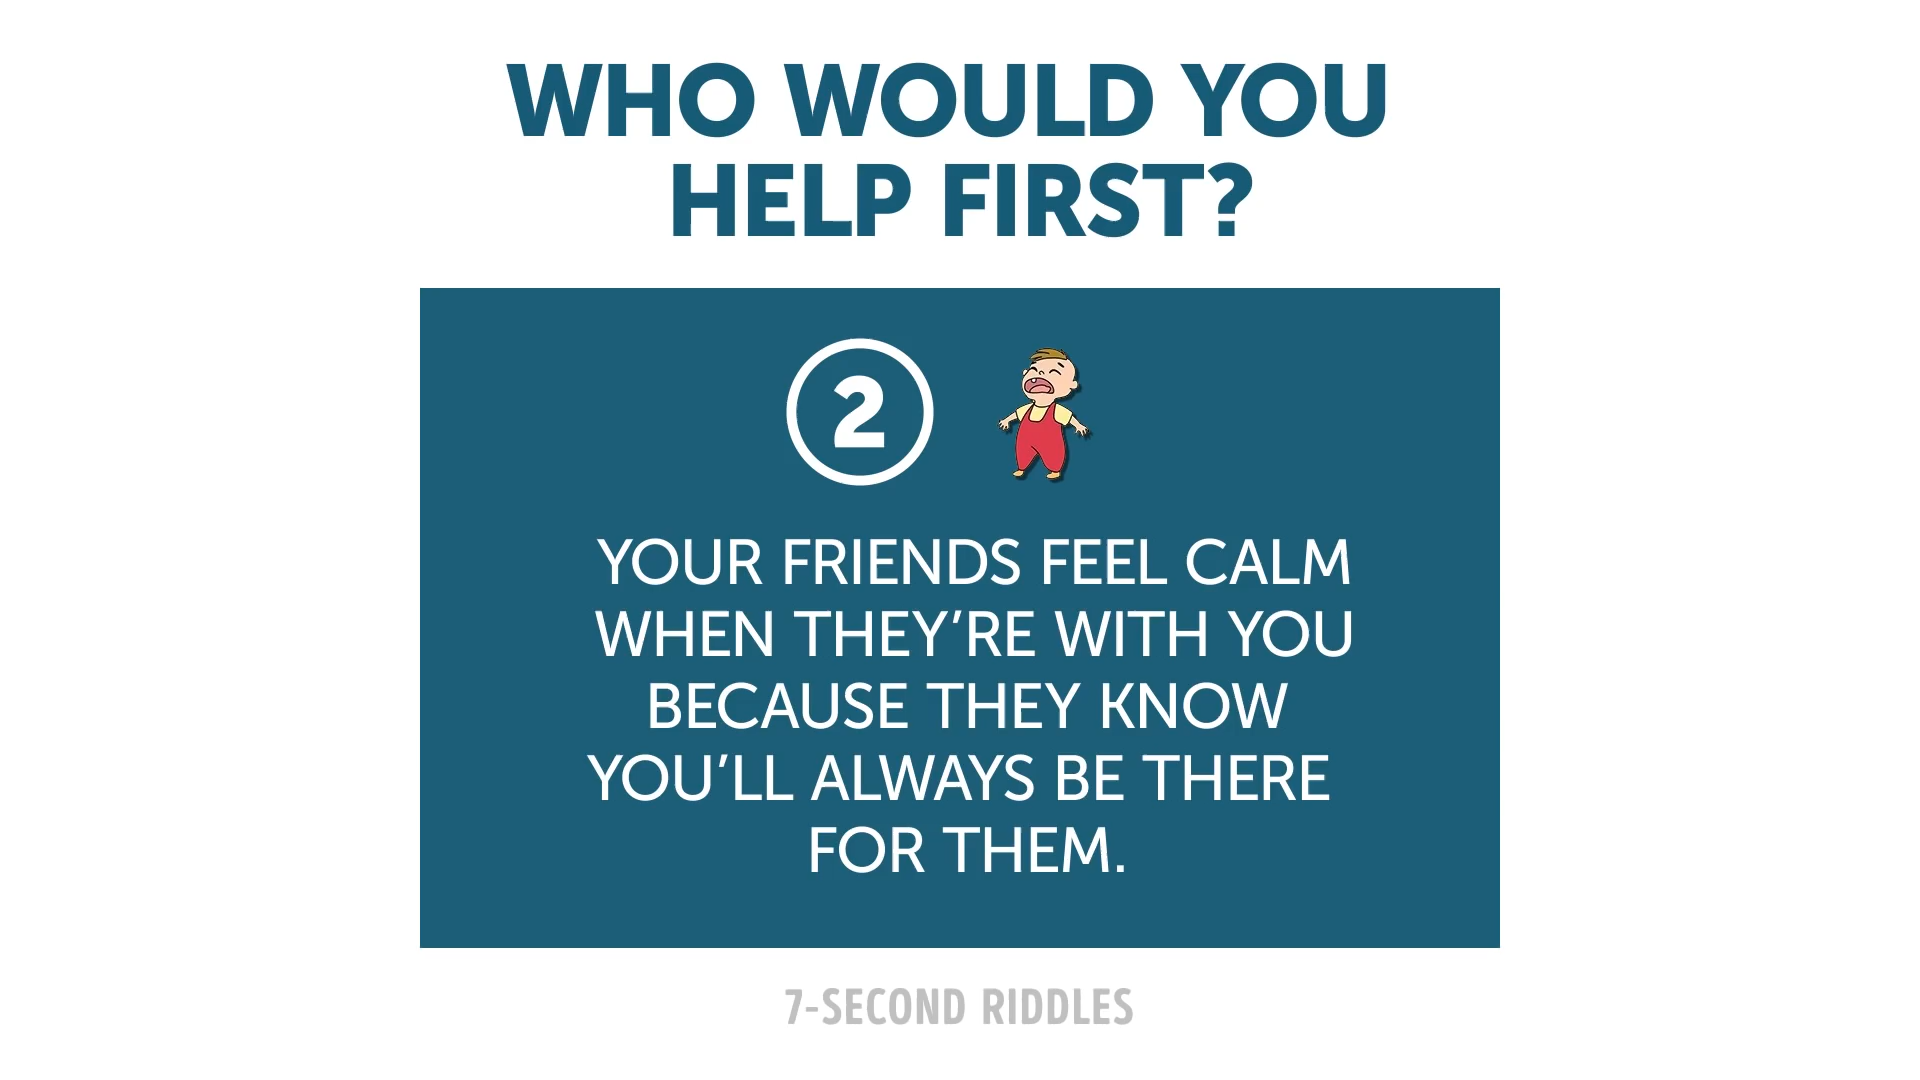 WHO WOULD YOU
HELP FIRST?
2
YOUR FRIENDS FEEL CALM
WHEN THEY’RE WITH YOU
BECAUSE THEY KNOW
YOU’LL ALWAYS BE THERE
FOR THEM.
7-SECOND RIDDLES